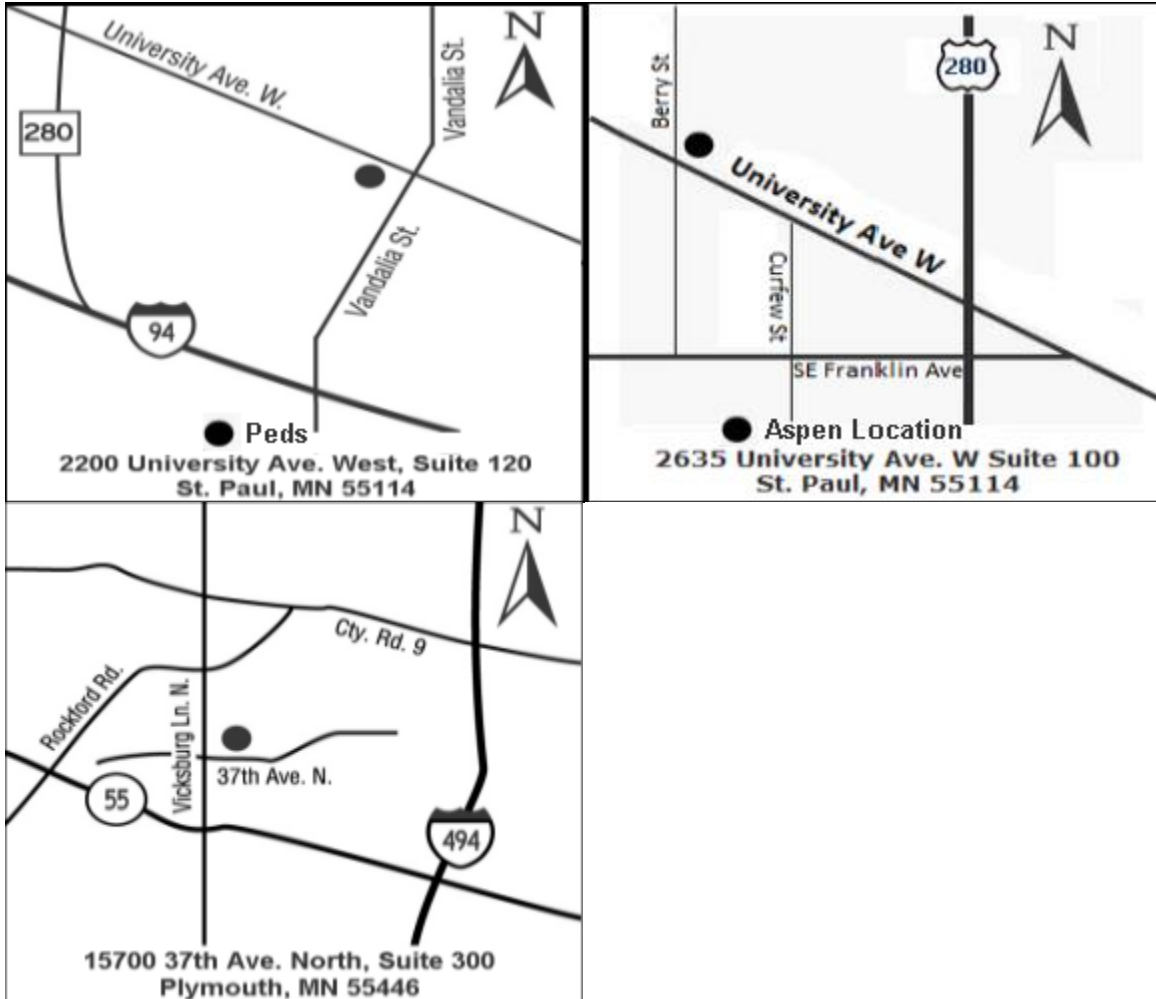 University Ave. W.
Vandalia St.
280
Vandalia St.
94
N
Peds
2200 University Ave. West, Suite 120
St. Paul, MN 55114
280
N
Berry St
University Ave W
Curfew St
SE Franklin Ave
Aspen Location
2635 University Ave. W Suite 100
St. Paul, MN 55114
N
Cty. Rd. 9
Rockford Rd.
Vicksburg Ln. N.
37th Ave. N.
55
494
15700 37th Ave. North, Suite 300
Plymouth, MN 55446